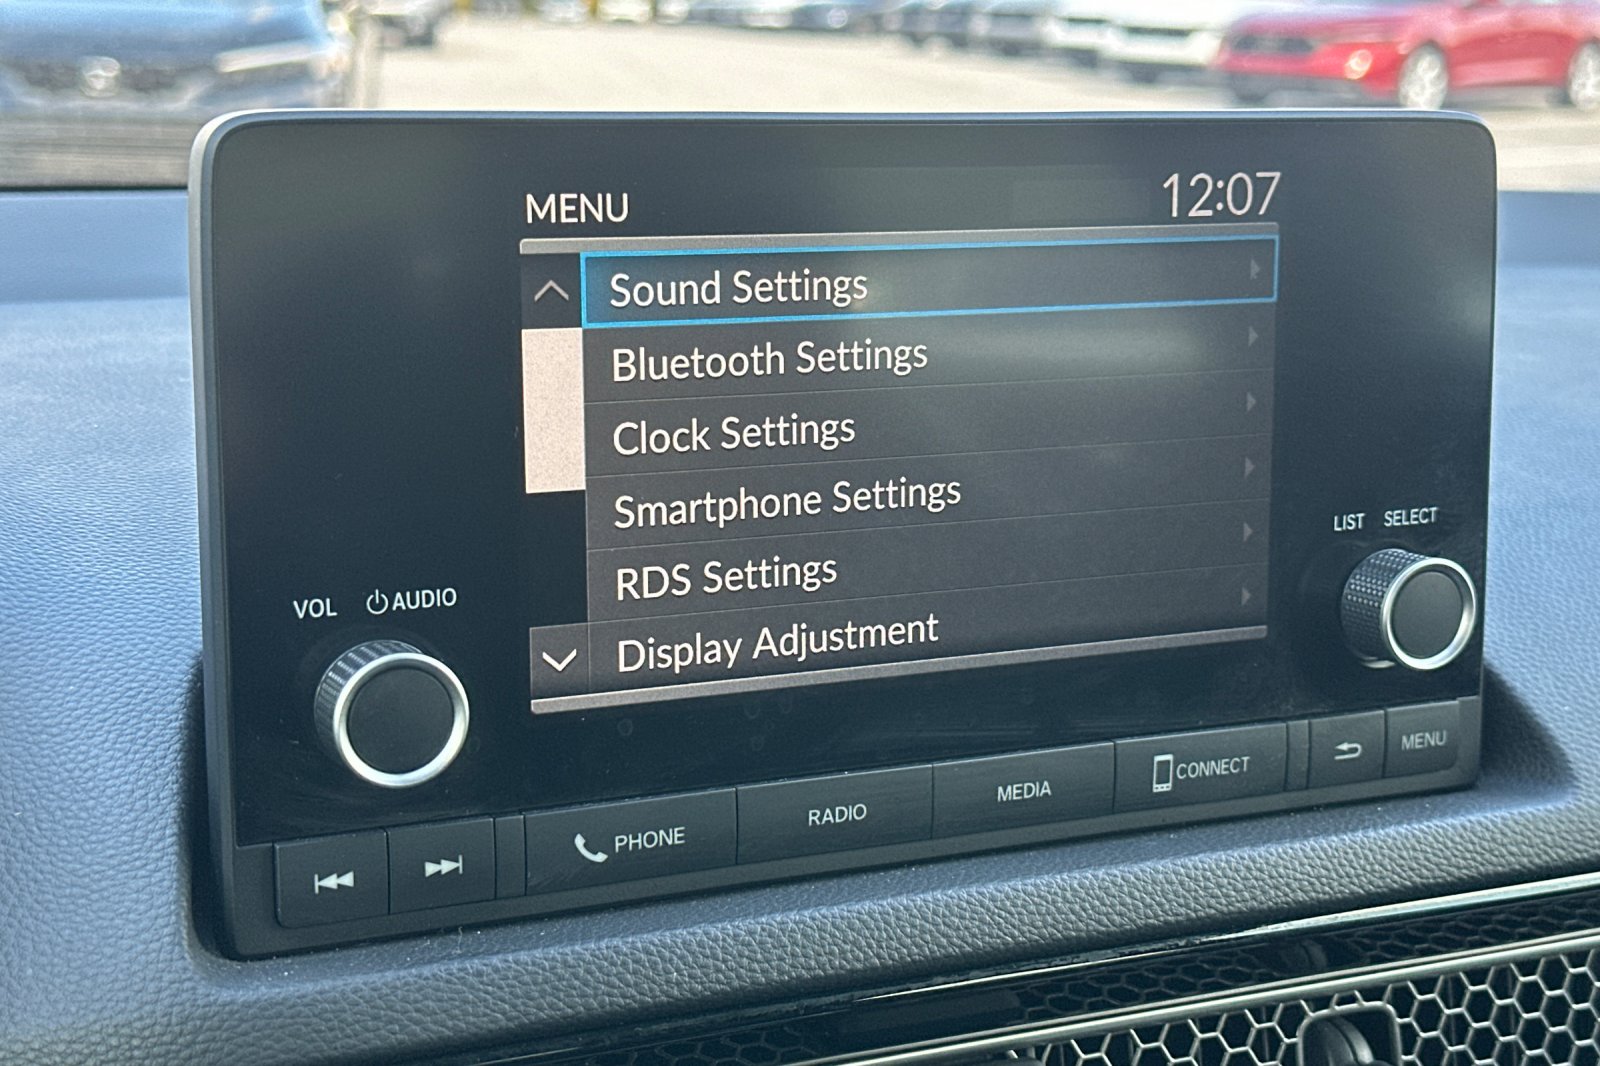 MENU
12:07
Sound Settings
Bluetooth Settings
Clock Settings
Smartphone Settings
RDS Settings
Display Adjustment
VOL AUDIO
LIST SELECT
PHONE
RADIO
MEDIA
CONNECT
MENU